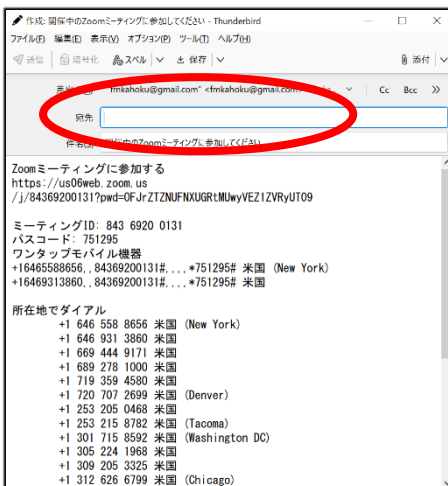 作成: 開催中のZoomミーティングに参加してください - Thunderbird
ファイル(F) 編集(E) 表示(V) オプション(P) ツール(T) ヘルプ(H)
送信 暗号化 スペル 保存 添付
fmkahoku@gmail.com" <fmkahoku@gmail.com Cc Bcc
宛先
件名(S) 開催中のZoomミーティングに参加してください
Zoomミーティングに参加する
https://us06web.zoom.us
/j/84369200131?pwd=OFJrZTZNUFNXUGRtMUwyVEZ1ZVRyUT09
ミーティングID: 843 6920 0131
パスコード: 751295
ワンタップモバイル機器
+16465588656,,84369200131#,,,,*751295# 米国 (New York)
+16469313860,,84369200131#,,,,*751295# 米国
所在地でダイアル
+1 646 558 8656 米国 (New York)
+1 646 931 3860 米国
+1 669 444 9171 米国
+1 689 278 1000 米国
+1 719 359 4580 米国
+1 720 707 2699 米国 (Denver)
+1 253 205 0468 米国
+1 253 215 8782 米国 (Tacoma)
+1 301 715 8592 米国 (Washington DC)
+1 305 224 1968 米国
+1 309 205 3325 米国
+1 312 626 6799 米国 (Chicago)